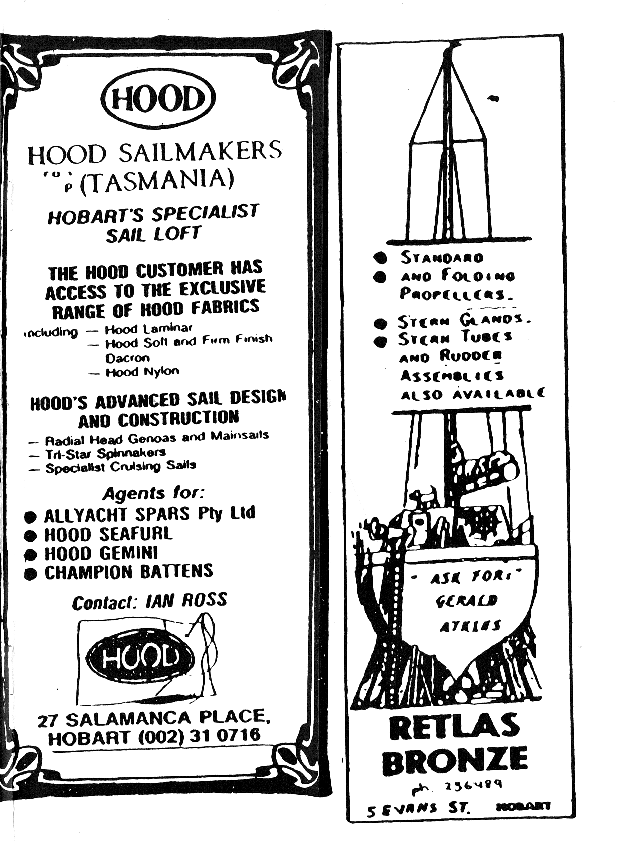 HOOD
HOOD SAILMAKERS
(TASMANIA)
HOBART'S SPECIALIST
SAIL LOFT
THE HOOD CUSTOMER HAS
ACCESS TO THE EXCLUSIVE
RANGE OF HOOD FABRICS
including — Hood Laminar
— Hood Soft and Firm Finish
Dacron
— Hood Nylon
HOOD'S ADVANCED SAIL DESIGN
AND CONSTRUCTION
— Radial Head Genoas and Mainsails
— Tri-Star Spinnakers
— Specialist Cruising Sails
Agents for:
● ALLYACHT SPARS Pty Ltd
● HOOD SEAFURL
● HOOD GEMINI
● CHAMPION BATTENS
Contact: IAN ROSS
HOOD
27 SALAMANCA PLACE,
HOBART (002) 31 0716
● STANDARD
● AND FOLDING
PROPELLERS.
● STERN GLANDS.
● STERN TUBES
AND RUDDER
ASSEMBLIES
ALSO AVAILABLE
- ASK FOR: -
GERALD
ATKINS
RETLAS
BRONZE
ph. 236489
5 EVANS ST. HOBART